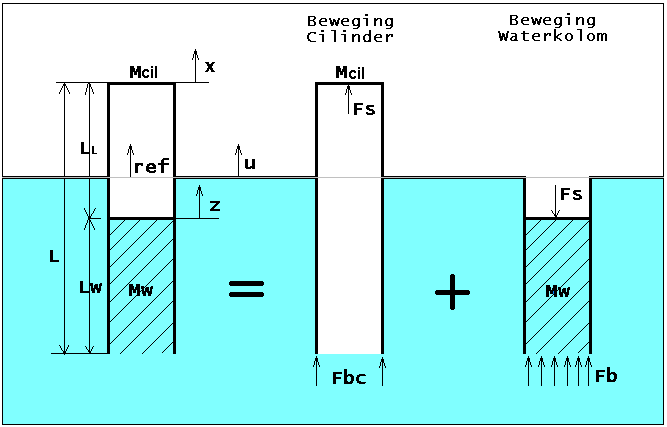 Beweging
Cilinder
Beweging
Waterkolom
Mcil
x
Mcil
Fs
LL
ref
u
Fs
z
L
Lw
Mw
=
+
Mw
Fbc
Fb